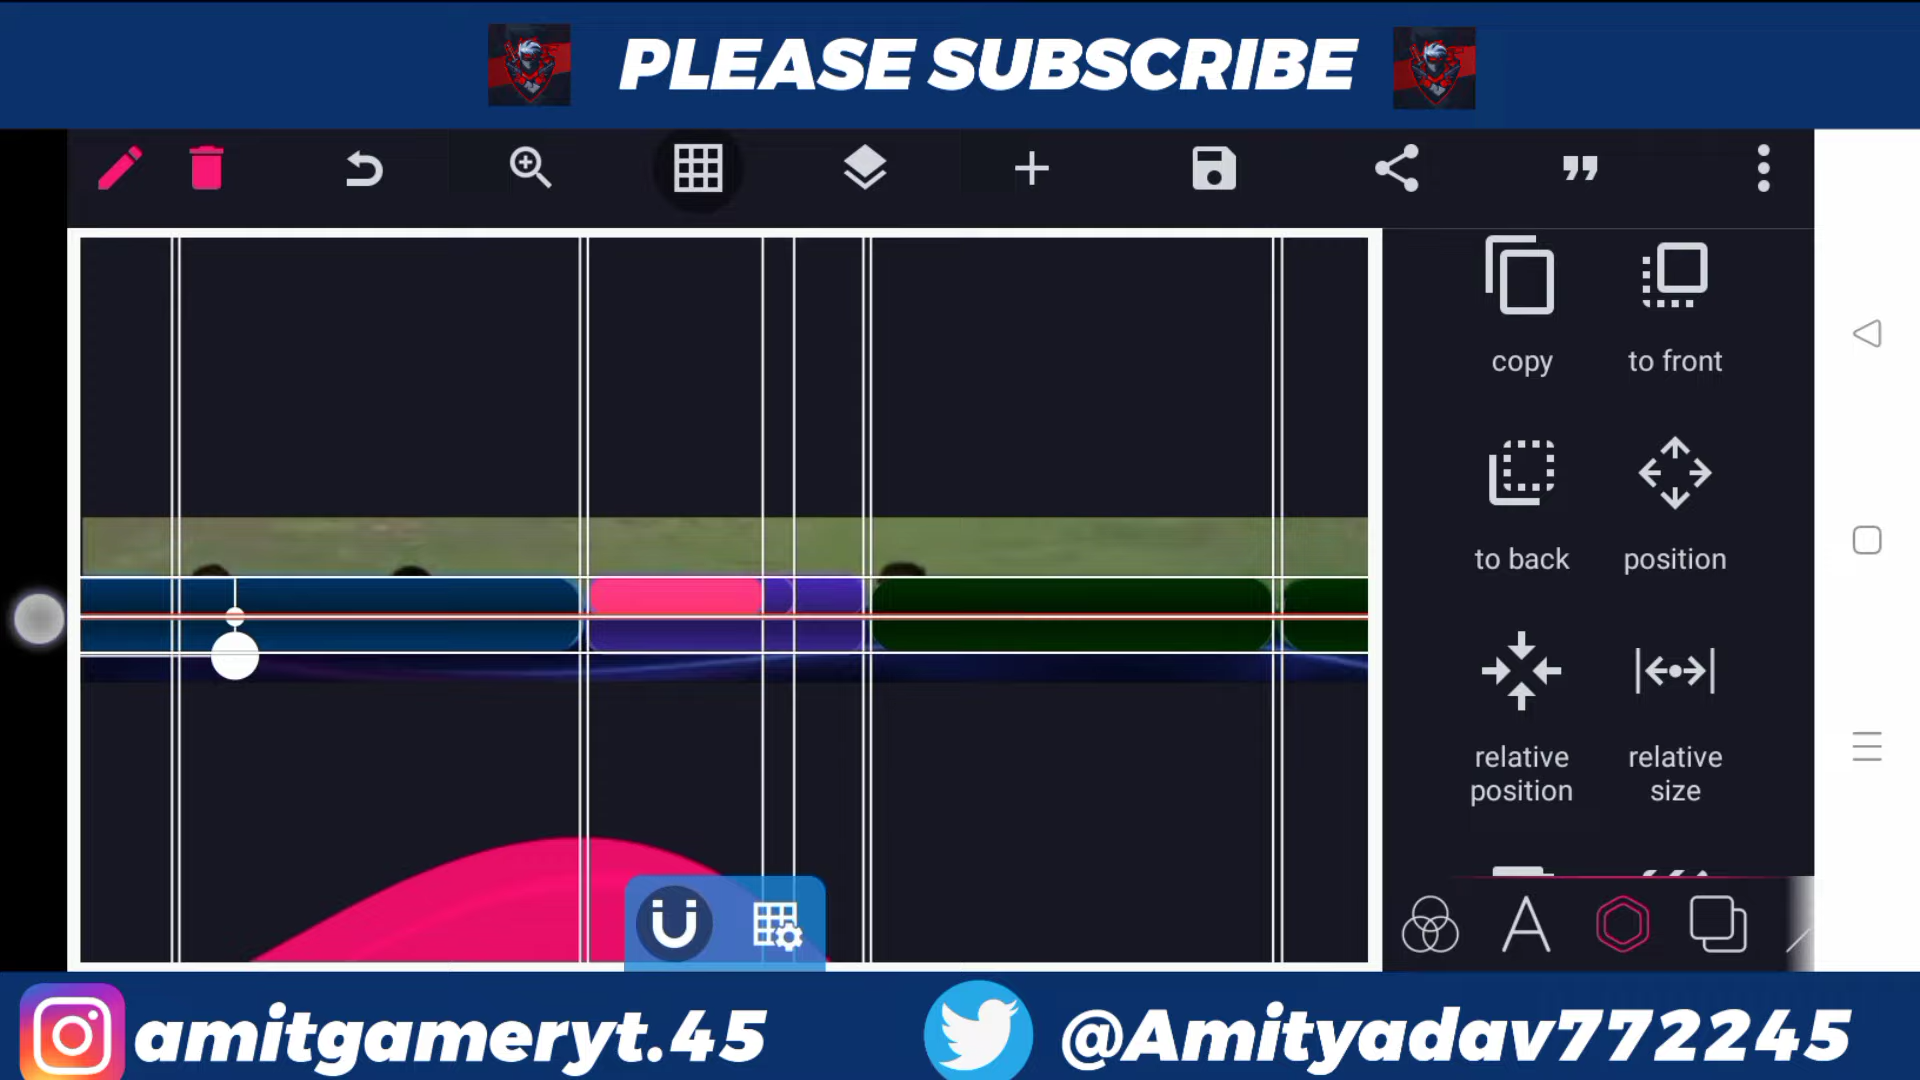 PLEASE SUBSCRIBE
copy
to front
to back
position
relative
position
relative
size
amitgameryt.45
@Amityadav772245